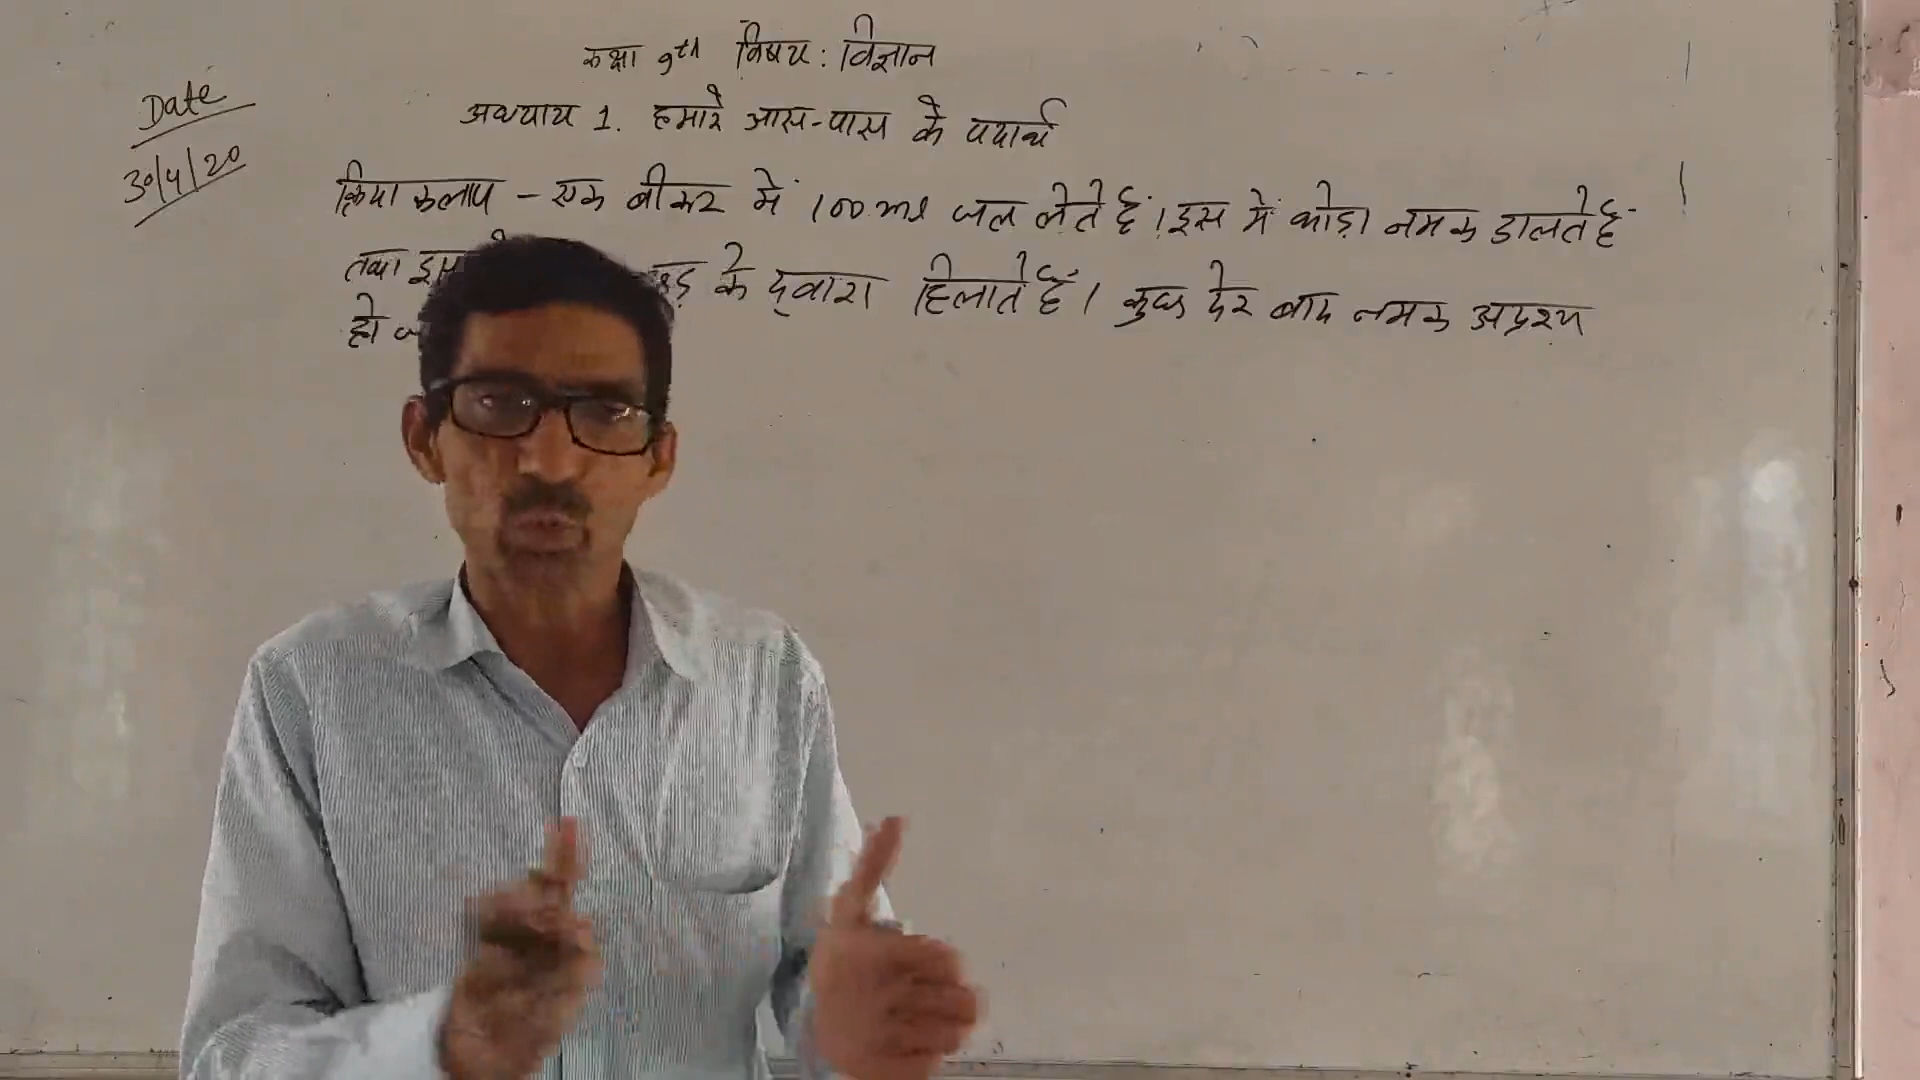 Date
30/4/20
कक्षा 9th विषय : विज्ञान
अध्याय 1. हमारे आस-पास के पदार्थ
क्रिया कलाप - एक बीकर में 100 ml जल लेते हैं। इस में थोड़ा नमक डालते है
तथा के द्वारा हिलाते हैं। कुछ देर बाद नमक अदृश्य
हो